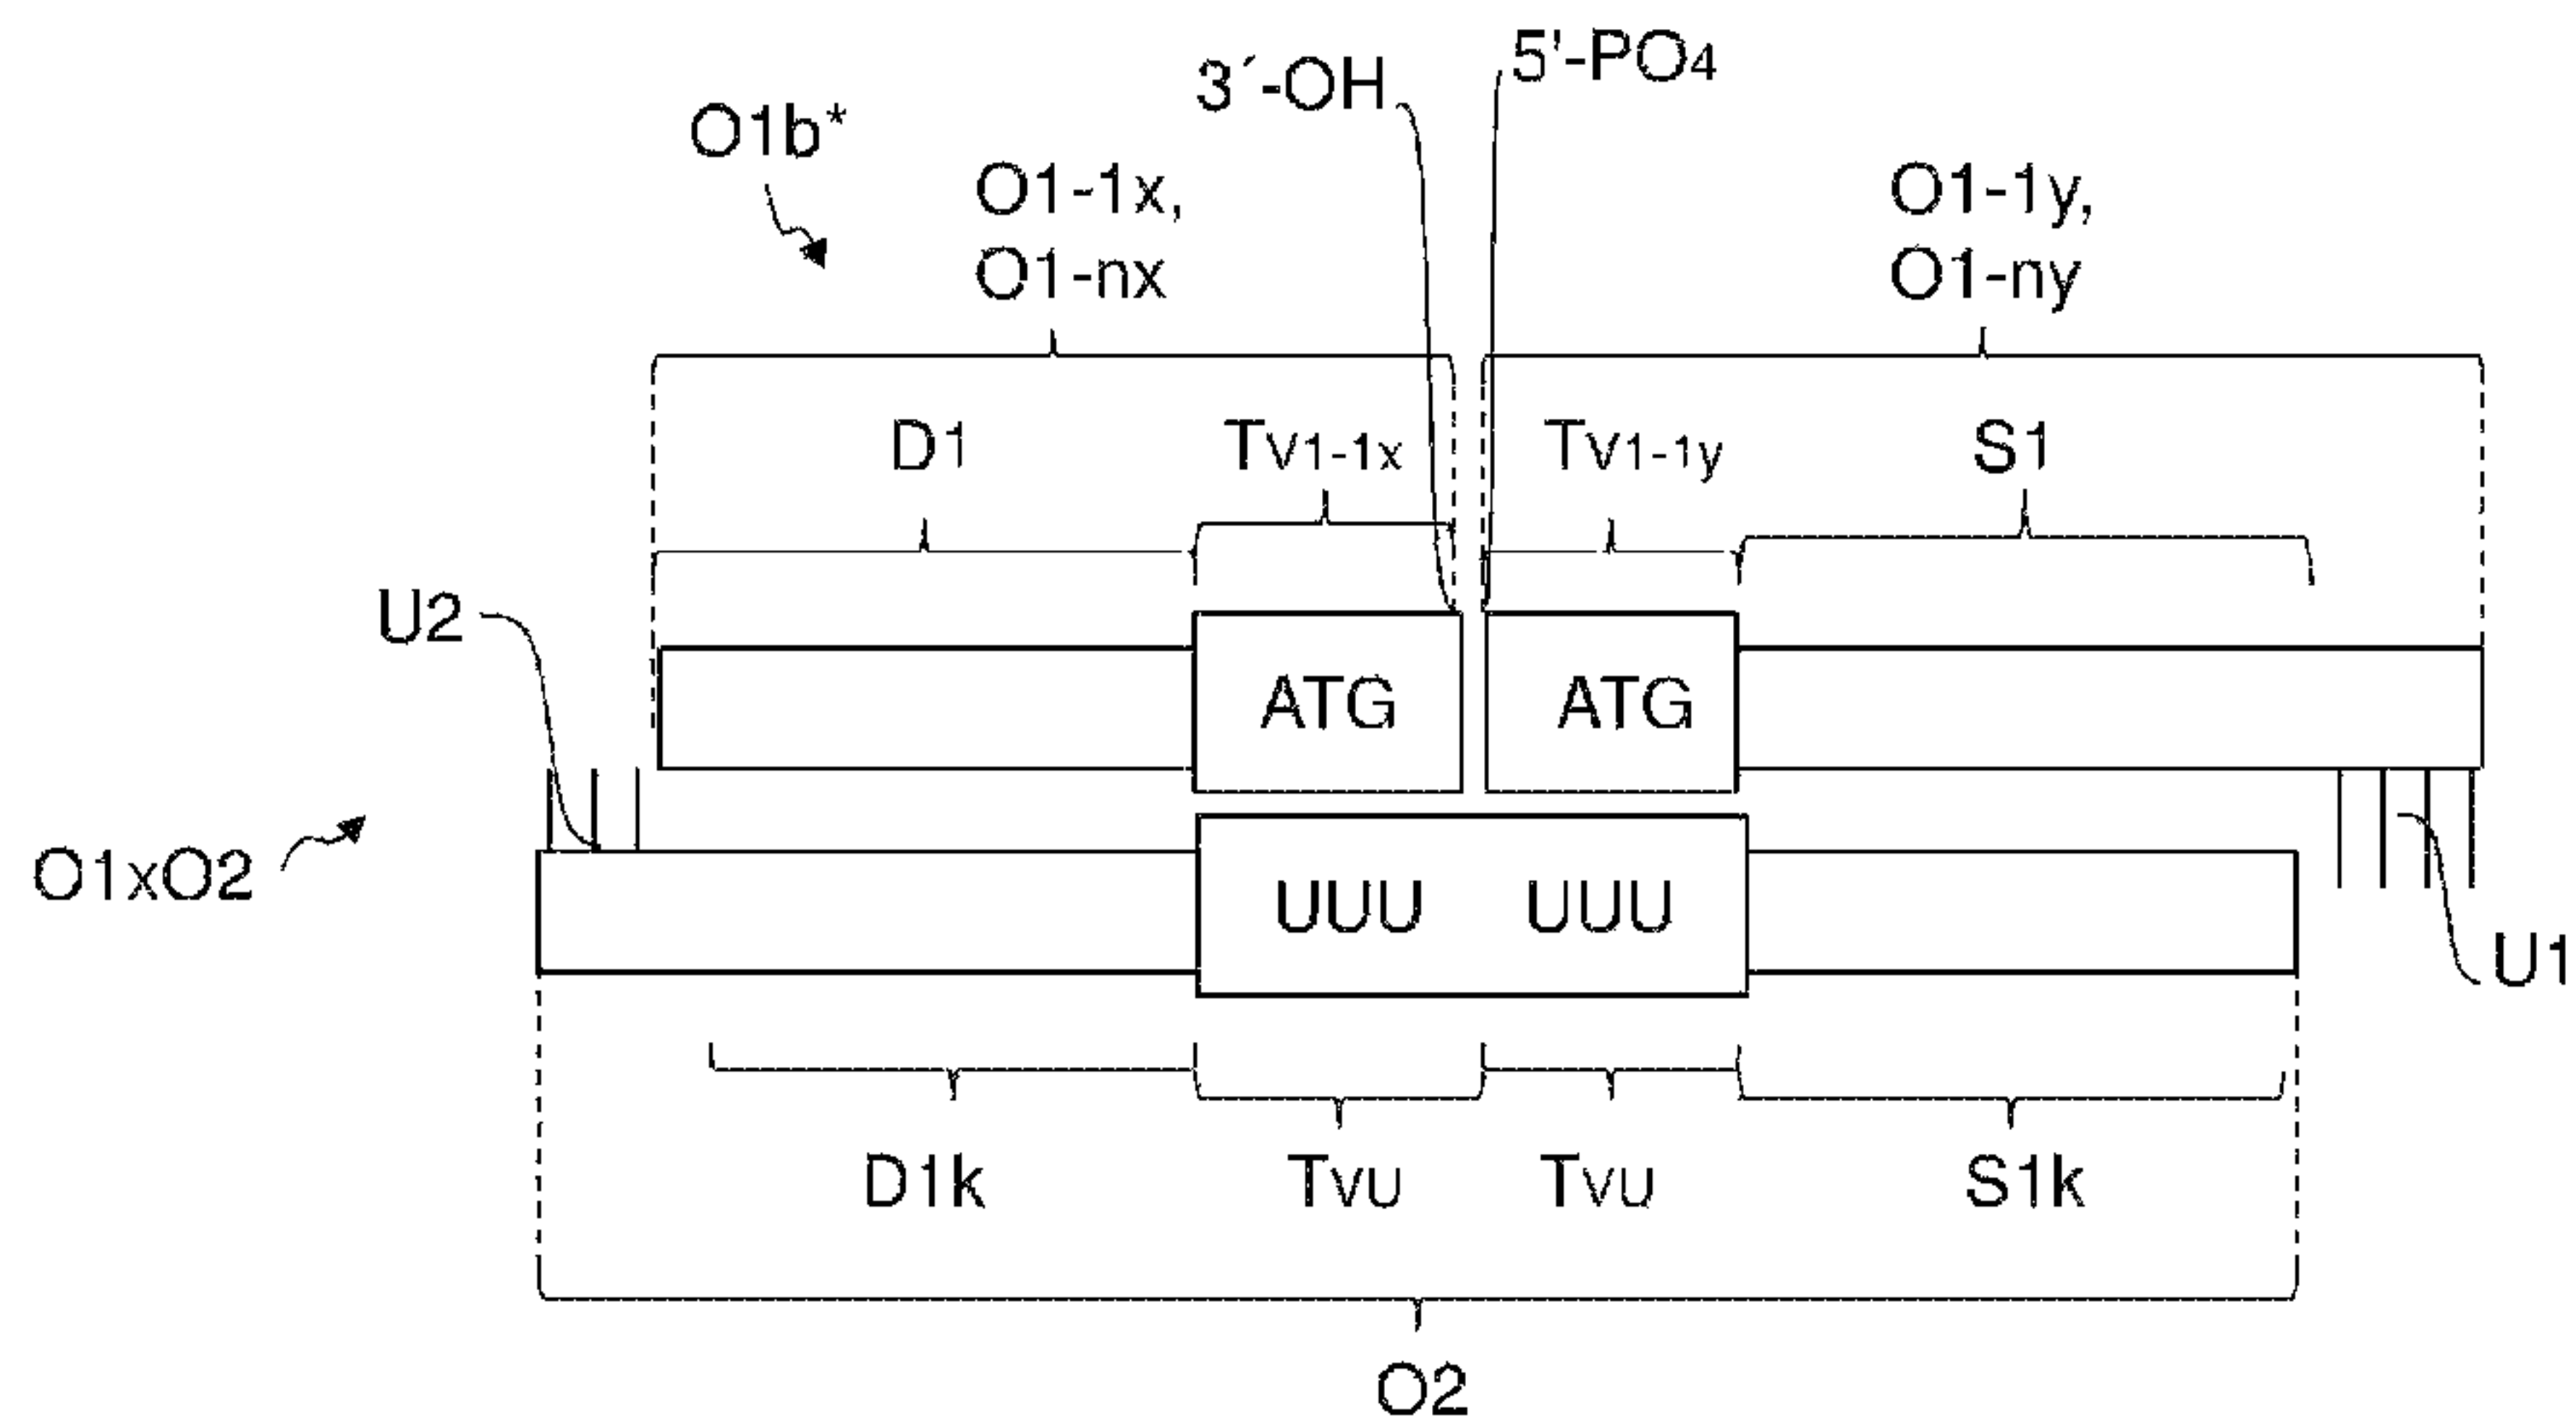 3´-OH
5'-PO4
O1b*
O1-1x,
O1-nx
O1-1y,
O1-ny
D1
TV1-1x
TV1-1y
S1
U2
ATG
ATG
O1xO2
UUU
UUU
U1
D1k
TVU
TVU
S1k
O2